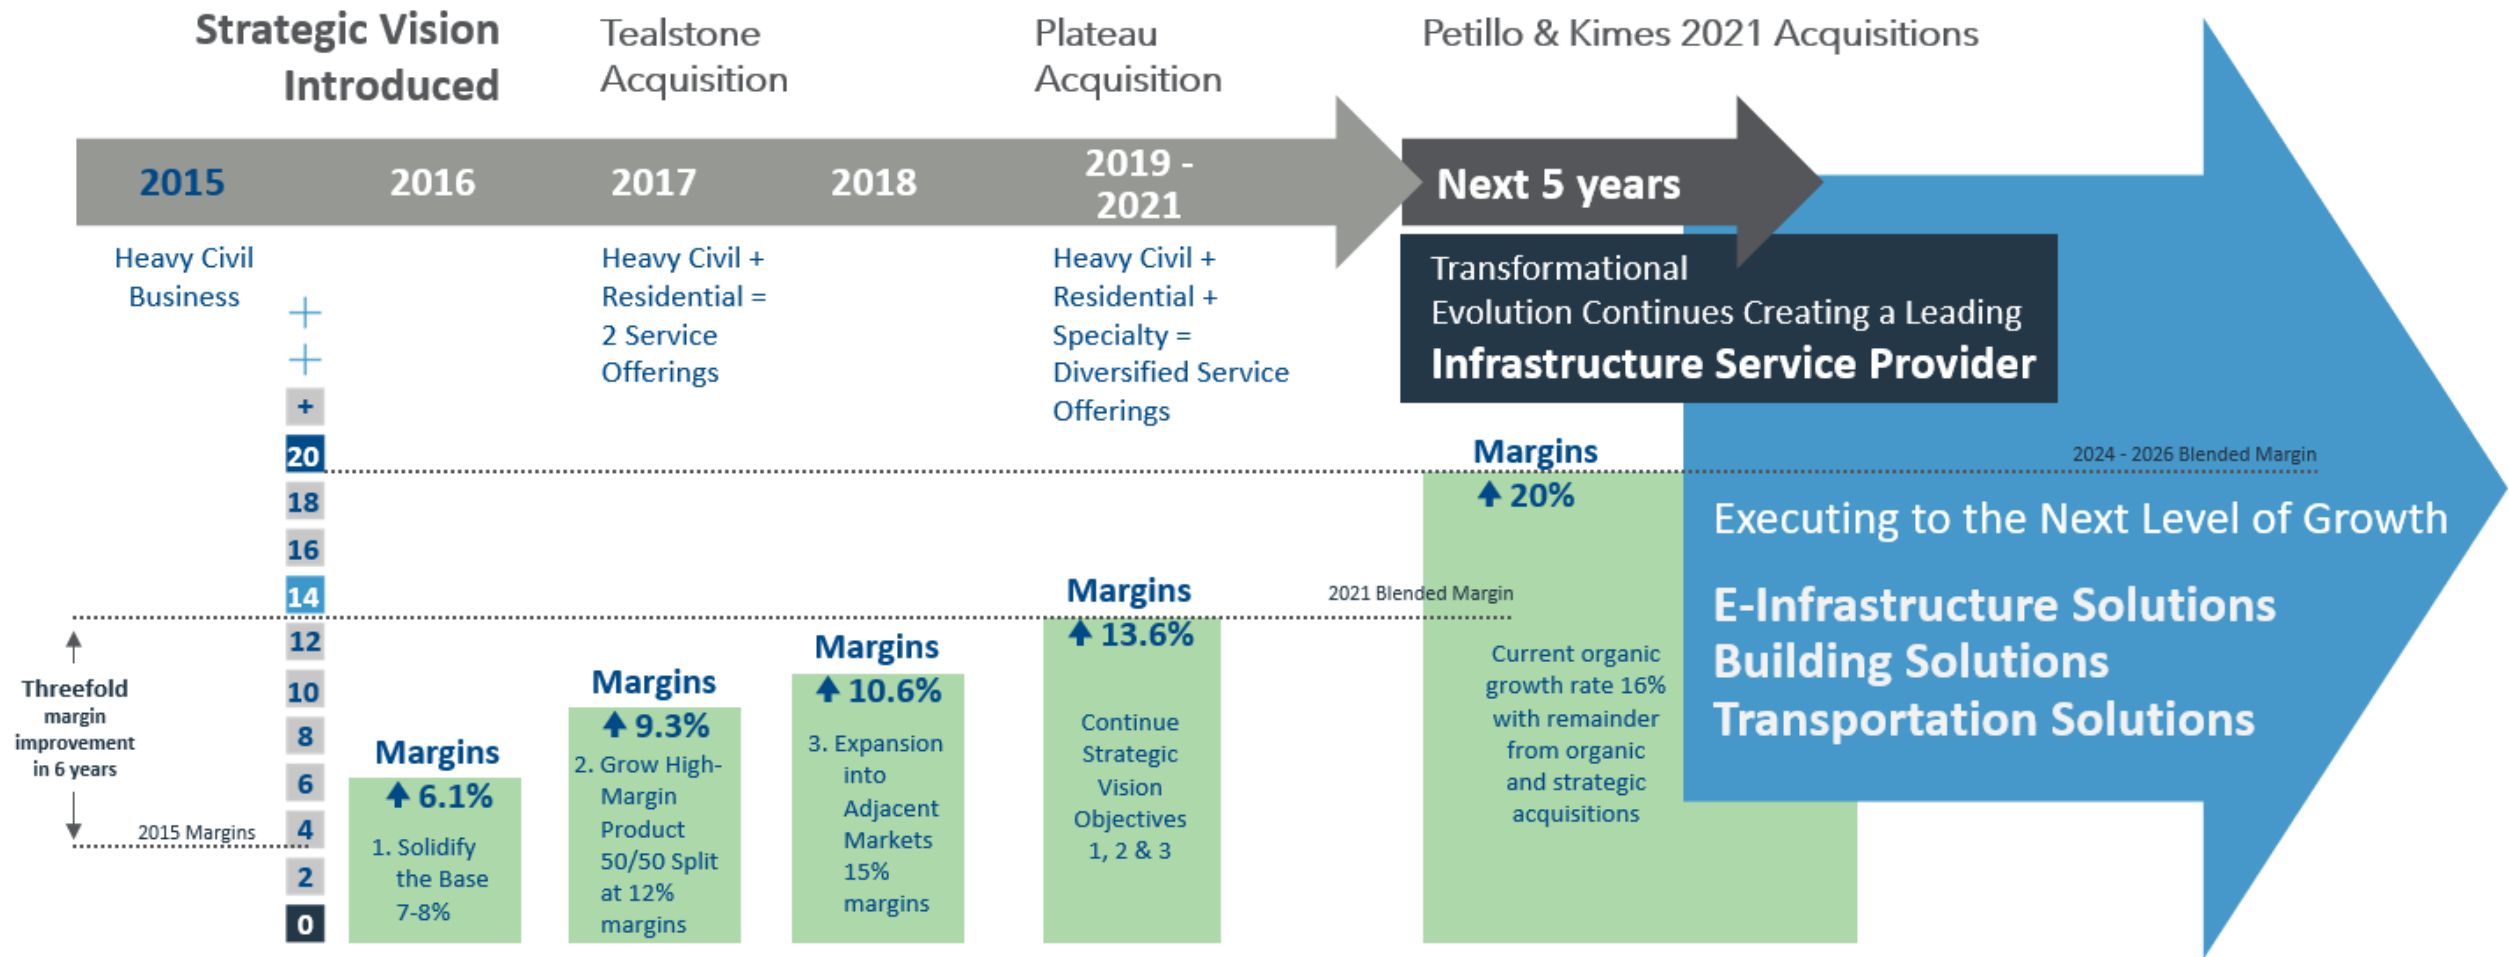 Strategic Vision
Introduced
Tealstone
Acquisition
Plateau
Acquisition
Petillo & Kimes 2021 Acquisitions
2015
2016
2017
2018
2019 -
2021
Next 5 years
Heavy Civil
Business
Heavy Civil +
Residential =
2 Service
Offerings
Heavy Civil +
Residential +
Specialty =
Diversified Service
Offerings
Transformational
Evolution Continues Creating a Leading
Infrastructure Service Provider
+
+
+
20
18
16
14
12
10
8
6
4
2
0
Threefold
margin
improvement
in 6 years
2015 Margins
Margins
6.1%
1. Solidify
the Base
7-8%
Margins
9.3%
2. Grow High-
Margin
Product
50/50 Split
at 12%
margins
Margins
10.6%
3. Expansion
into
Adjacent
Markets
15%
margins
Margins
13.6%
Continue
Strategic
Vision
Objectives
1, 2 & 3
2021 Blended Margin
Margins
20%
Current organic
growth rate 16%
with remainder
from organic
and strategic
acquisitions
2024 - 2026 Blended Margin
Executing to the Next Level of Growth
E-Infrastructure Solutions
Building Solutions
Transportation Solutions